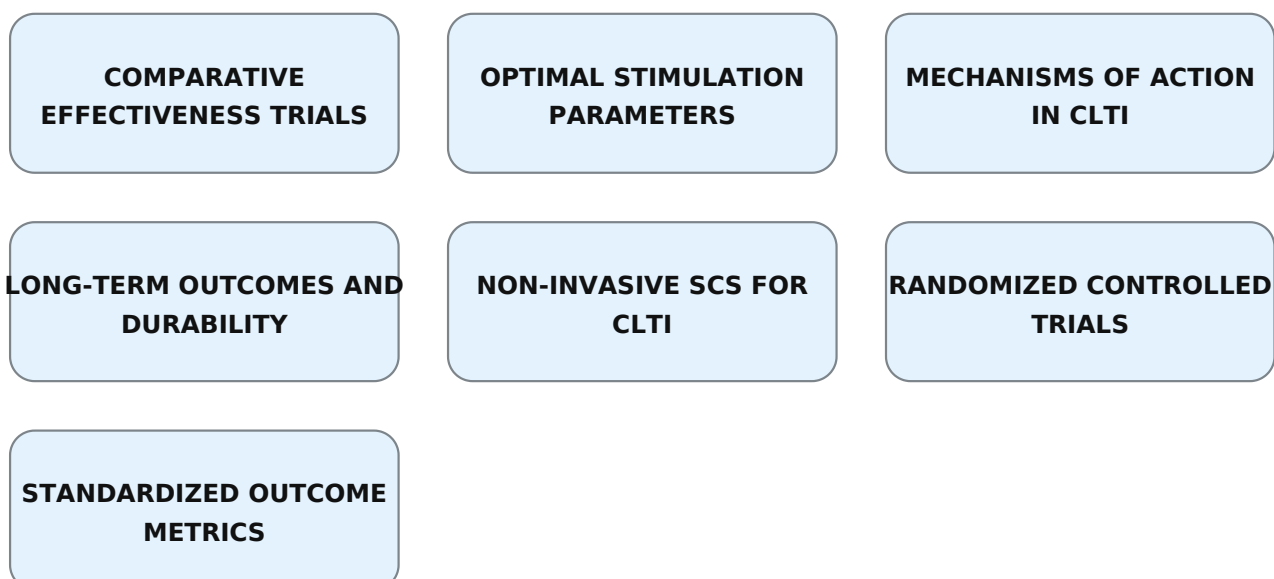 COMPARATIVE
EFFECTIVENESS TRIALS
OPTIMAL STIMULATION
PARAMETERS
MECHANISMS OF ACTION
IN CLTI
LONG-TERM OUTCOMES AND
DURABILITY
NON-INVASIVE SCS FOR
CLTI
RANDOMIZED CONTROLLED
TRIALS
STANDARDIZED OUTCOME
METRICS